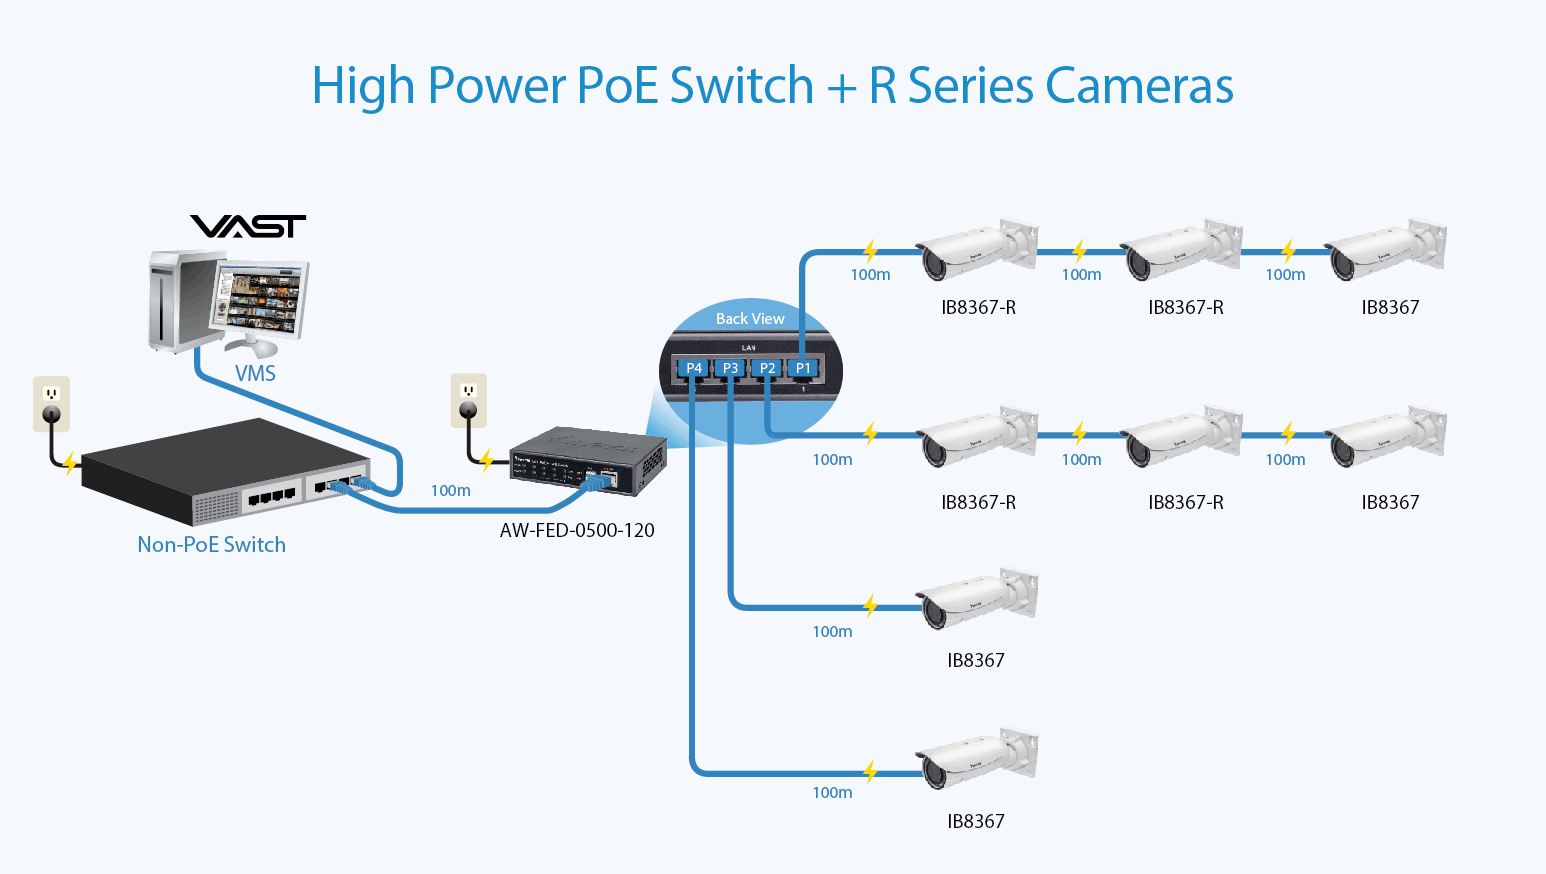 High Power PoE Switch + R Series Cameras
VAST
VMS
Non-PoE Switch
100m
AW-FED-0500-120
Back View
LAN
P4 P3 P2 P1
1
100m 100m 100m
IB8367-R IB8367-R IB8367
100m 100m 100m
IB8367-R IB8367-R IB8367
100m
IB8367
100m
IB8367